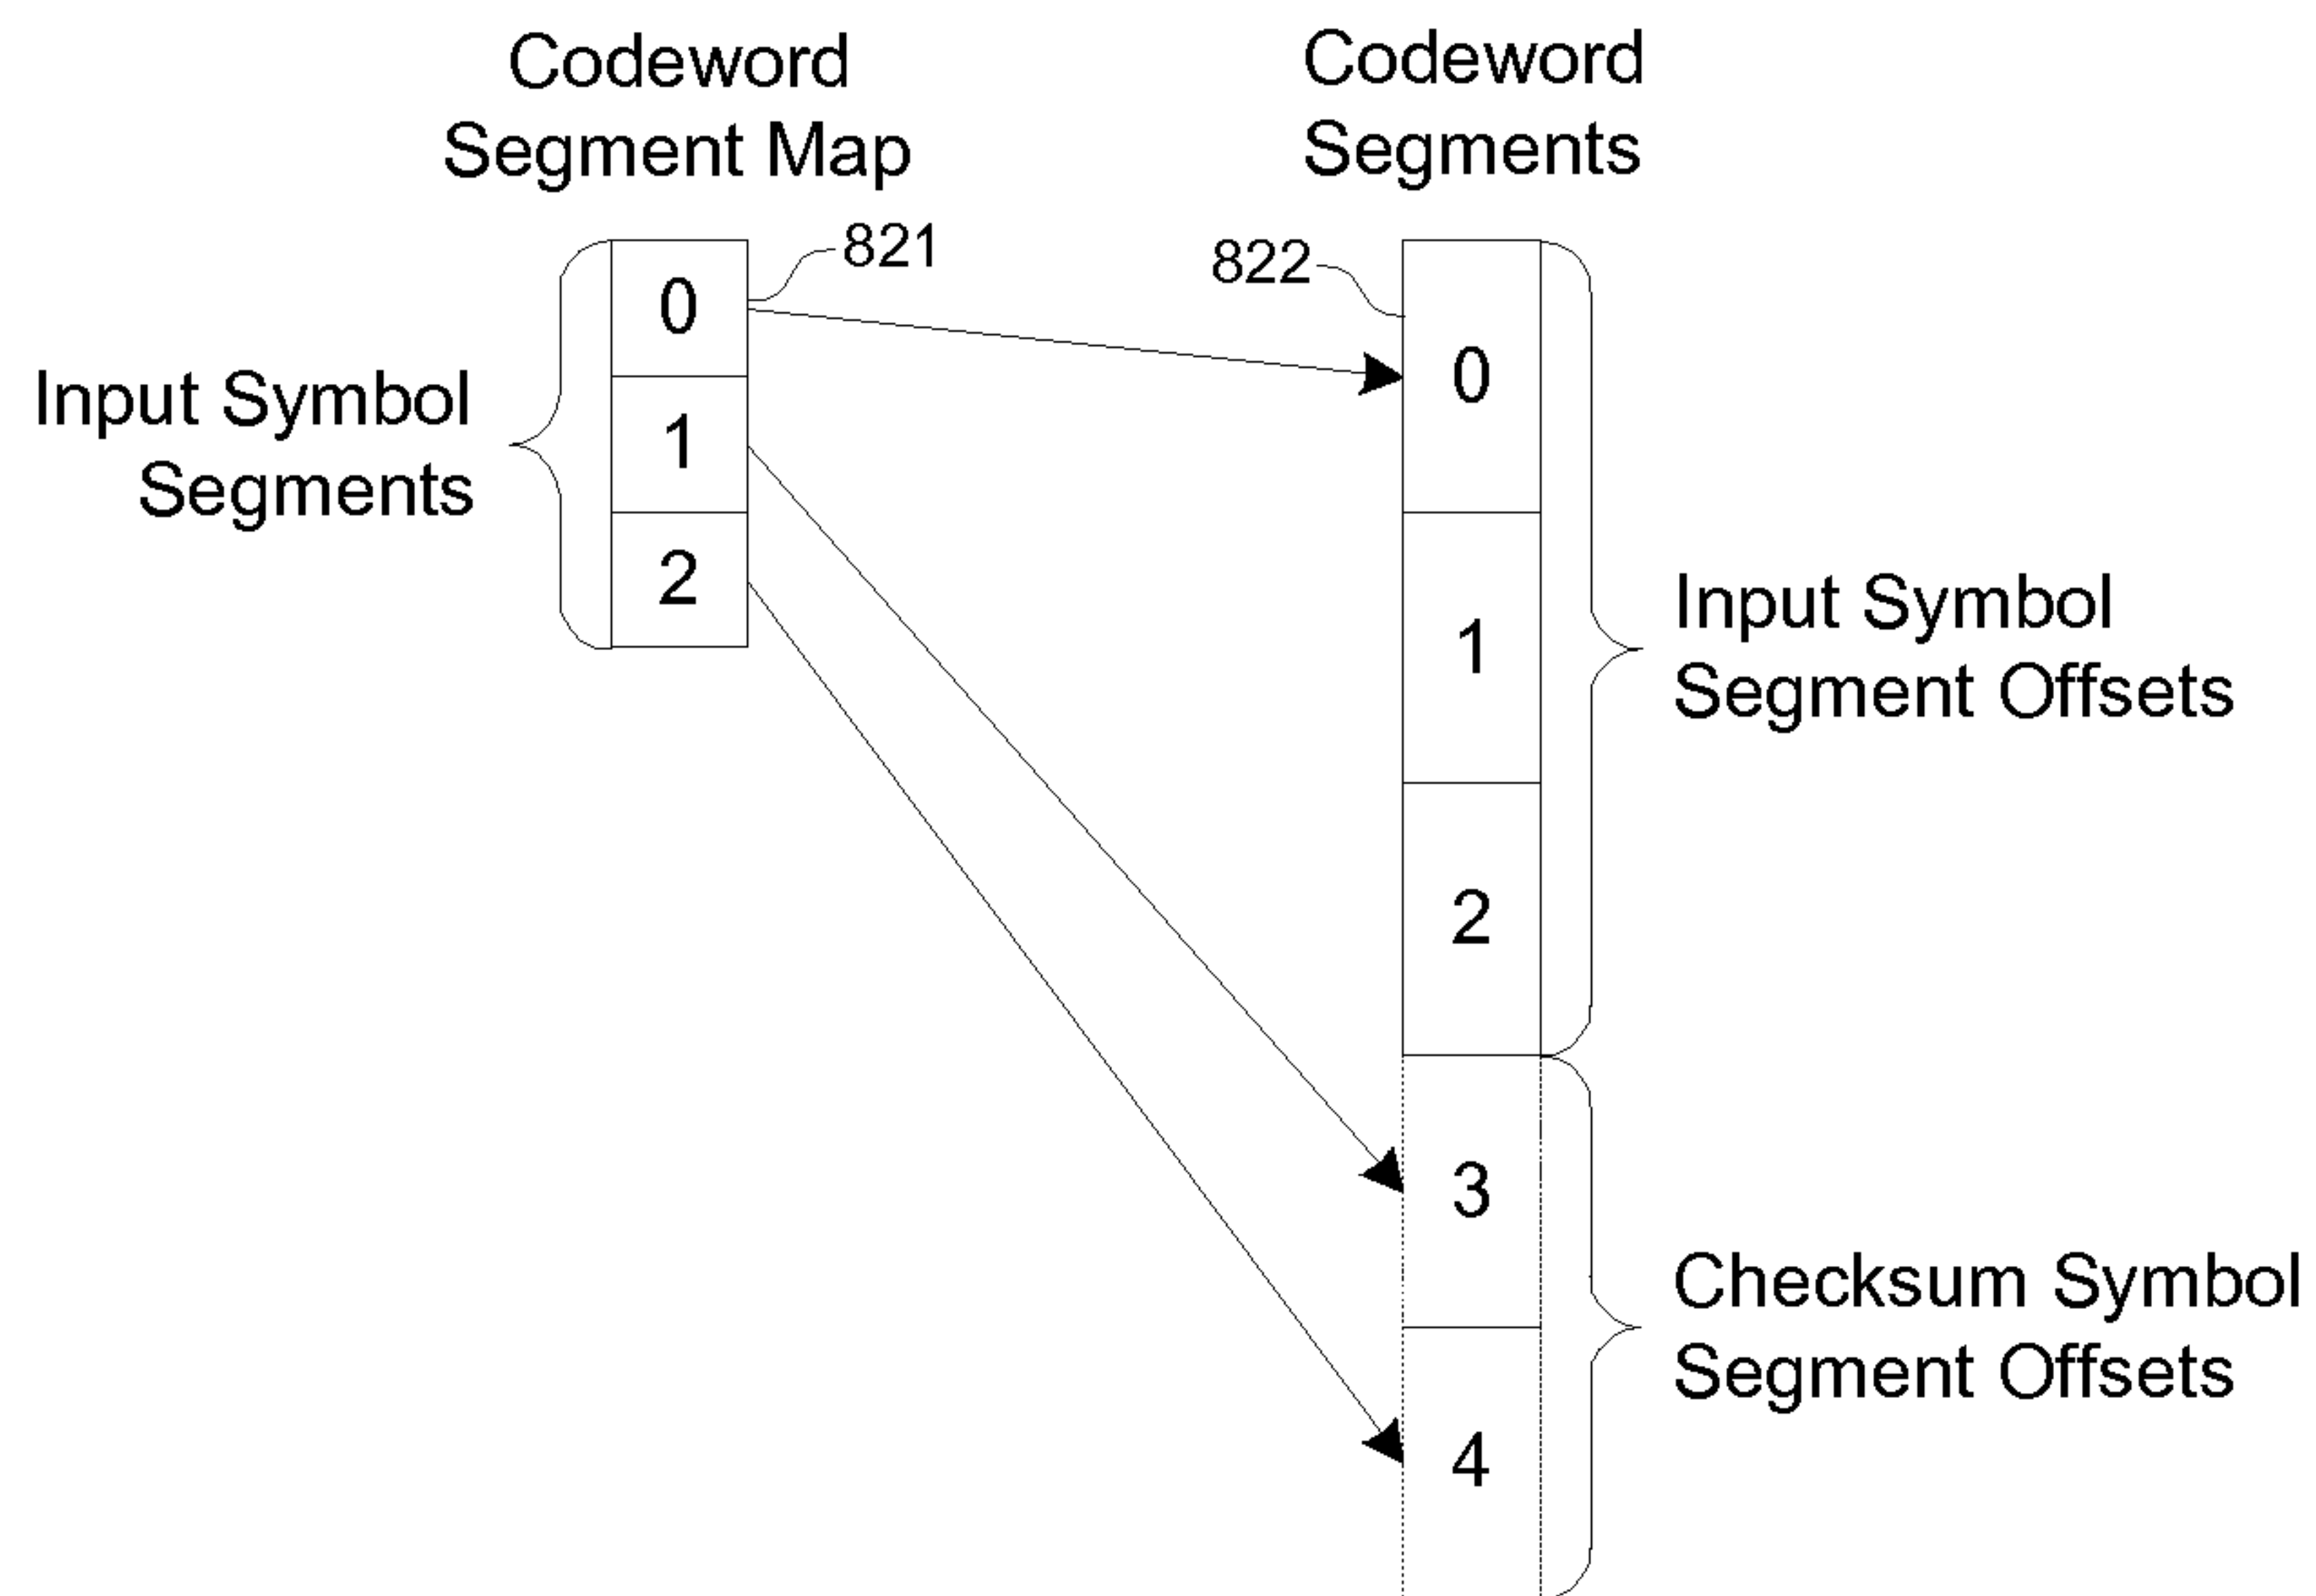 Codeword
Segment Map
Codeword
Segments
821
822
0
1
2
Input Symbol
Segments
0
1
2
3
4
Input Symbol
Segment Offsets
Checksum Symbol
Segment Offsets